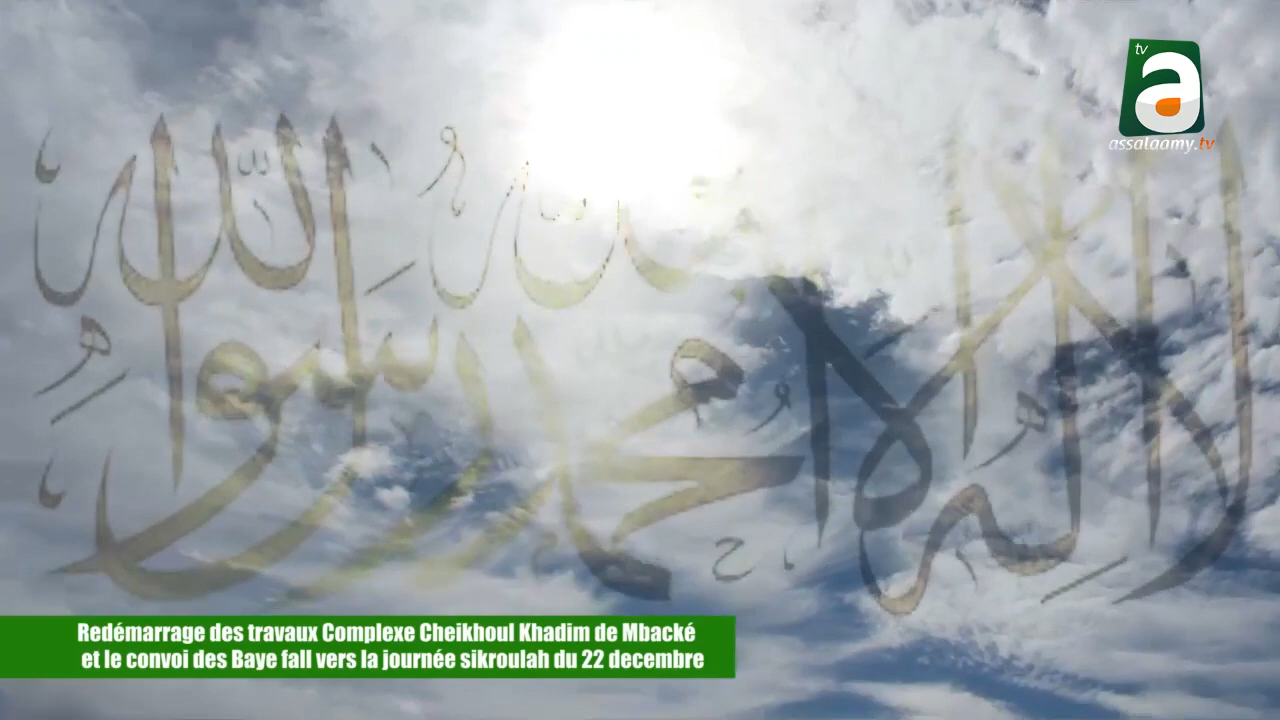 tv
a
assalaamy.tv
لا إله إلا الله محمد رسول الله
Redémarrage des travaux Complexe Cheikhoul Khadim de Mbacké
et le convoi des Baye fall vers la journée sikroulah du 22 decembre